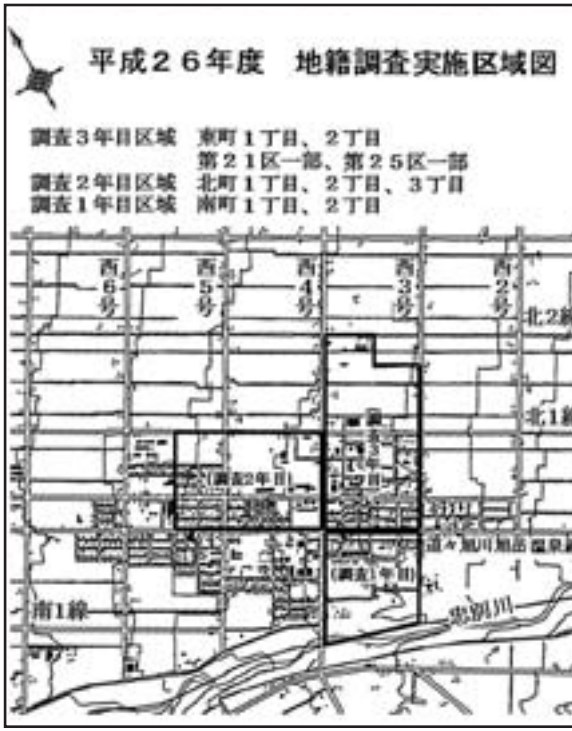 平成26年度　地籍調査実施区域図
調査3年目区域　東町1丁目、2丁目
第21区一部、第25区一部
調査2年目区域　北町1丁目、2丁目、3丁目
調査1年目区域　南町1丁目、2丁目
西6号
西5号
西4号
西3号
西2号
北2線
北1線
(調査2年目)
(調査1年目)
道々旭川旭岳温泉線
南1線
忠別川